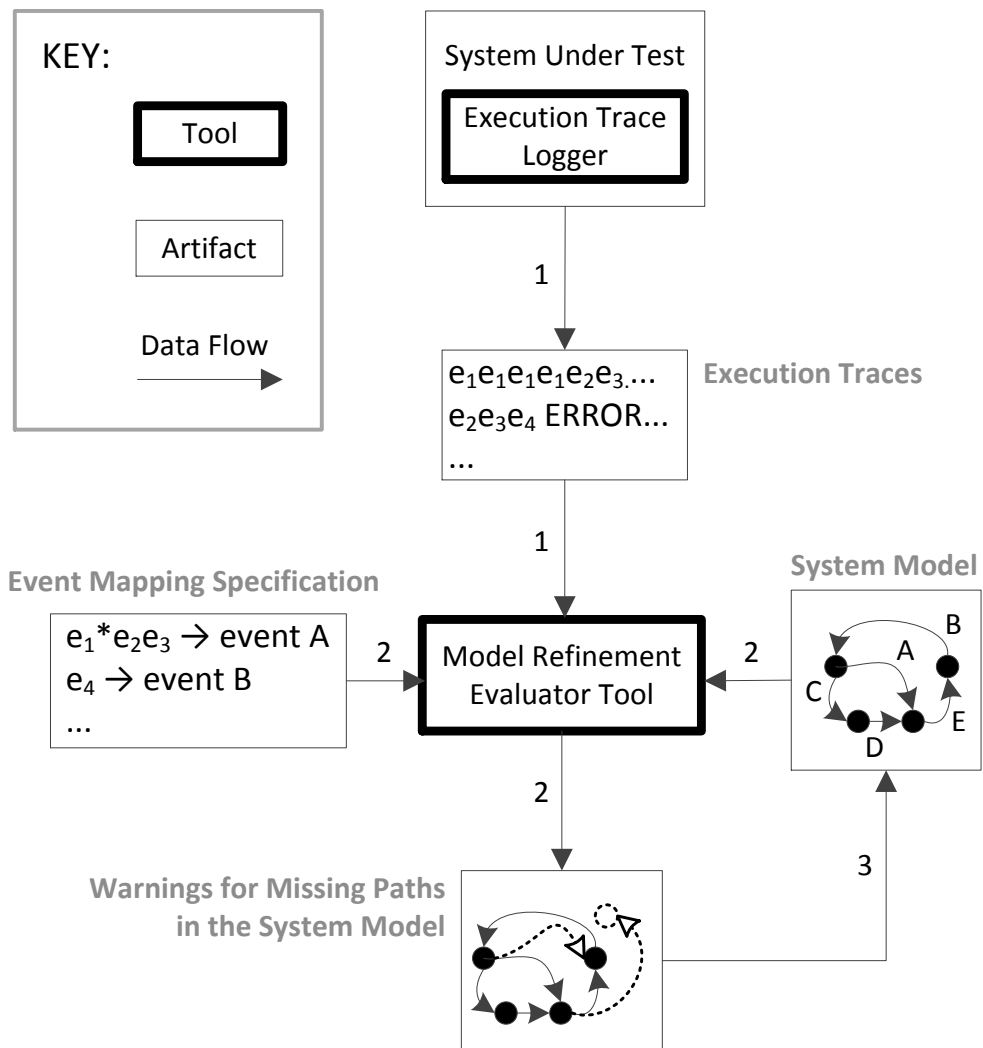 KEY:
Tool
Artifact
Data Flow
System Under Test
Execution Trace
Logger
1
e₁e₁e₁e₁e₂e₃....
e₂e₃e₄ ERROR...
...
Execution Traces
1
Event Mapping Specification
e₁*e₂e₃ → event A
e₄ → event B
...
2
Model Refinement
Evaluator Tool
2
System Model
B
A
C
D
E
2
3
Warnings for Missing Paths
in the System Model